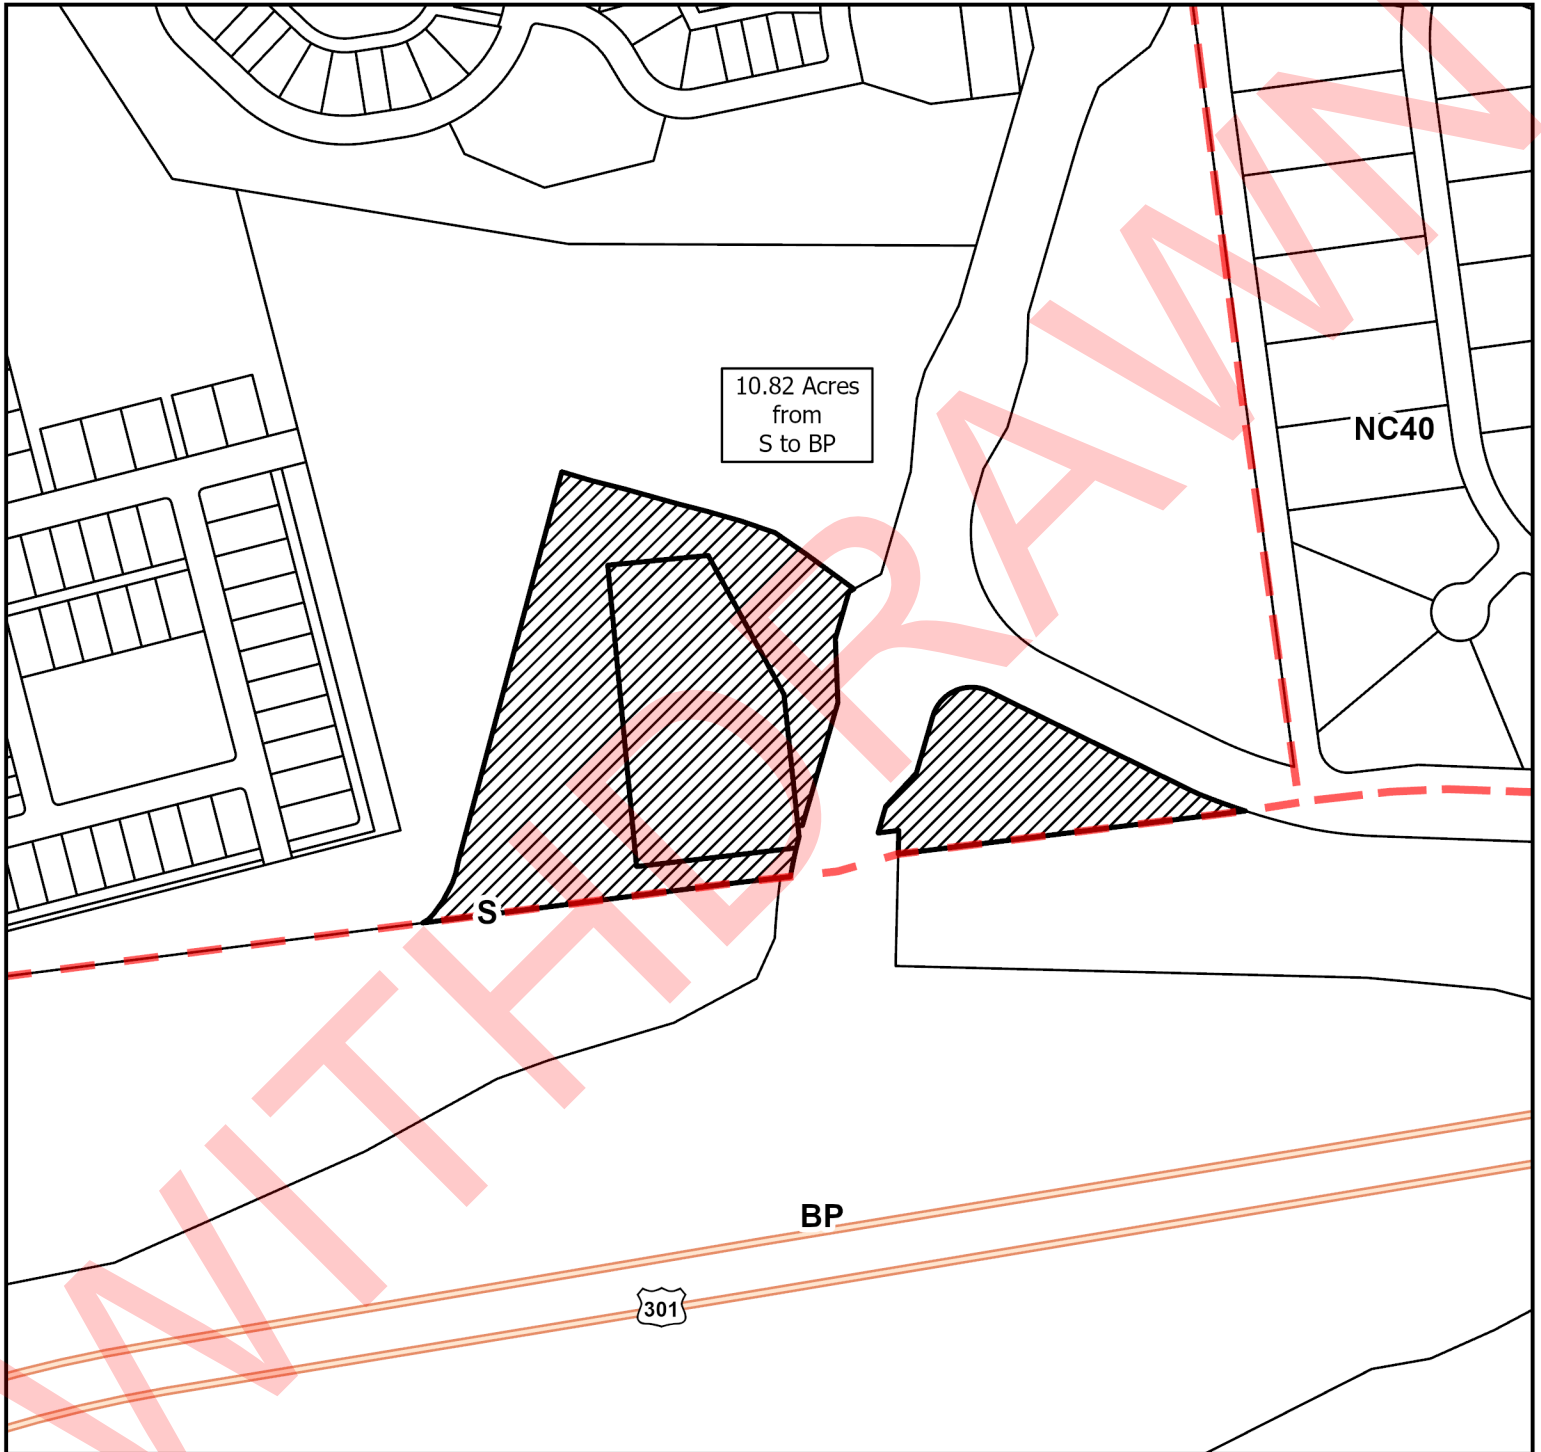 10.82 Acres
from
S to BP
NC40
S
BP
301
WITHDRAWN